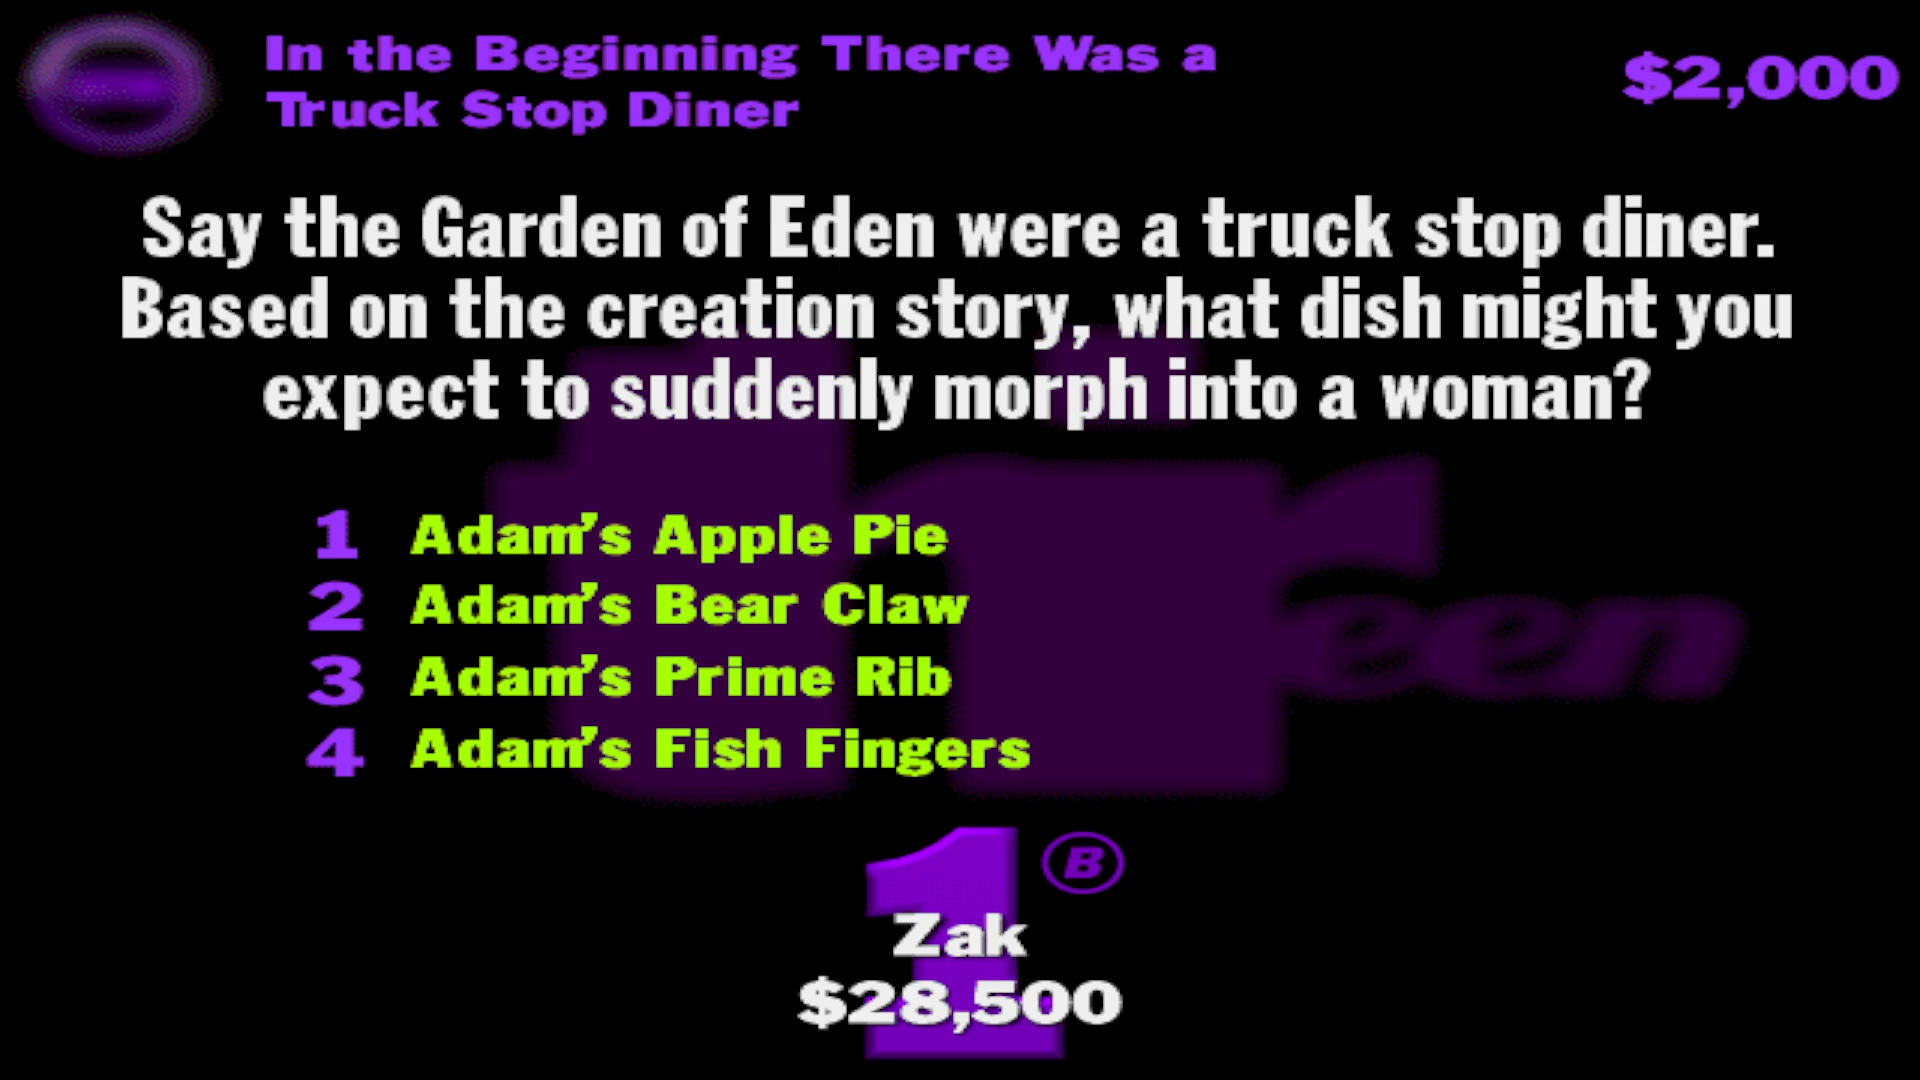 In the Beginning There Was a
Truck Stop Diner
$2,000
Say the Garden of Eden were a truck stop diner.
Based on the creation story, what dish might you
expect to suddenly morph into a woman?
1 Adam's Apple Pie
2 Adam's Bear Claw
3 Adam's Prime Rib
4 Adam's Fish Fingers
thirteen
1 B
Zak
$28,500